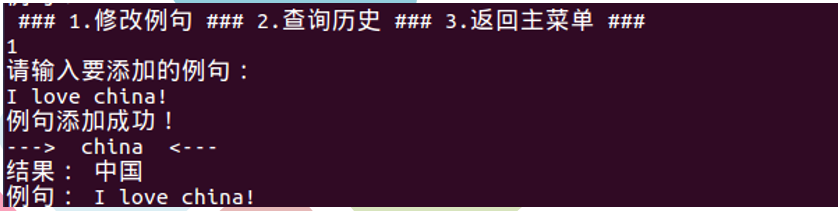 ### 1.修改例句 ### 2.查询历史 ### 3.返回主菜单 ###
1
请输入要添加的例句：
I love china!
例句添加成功！
---> china <---
结果： 中国
例句： I love china!